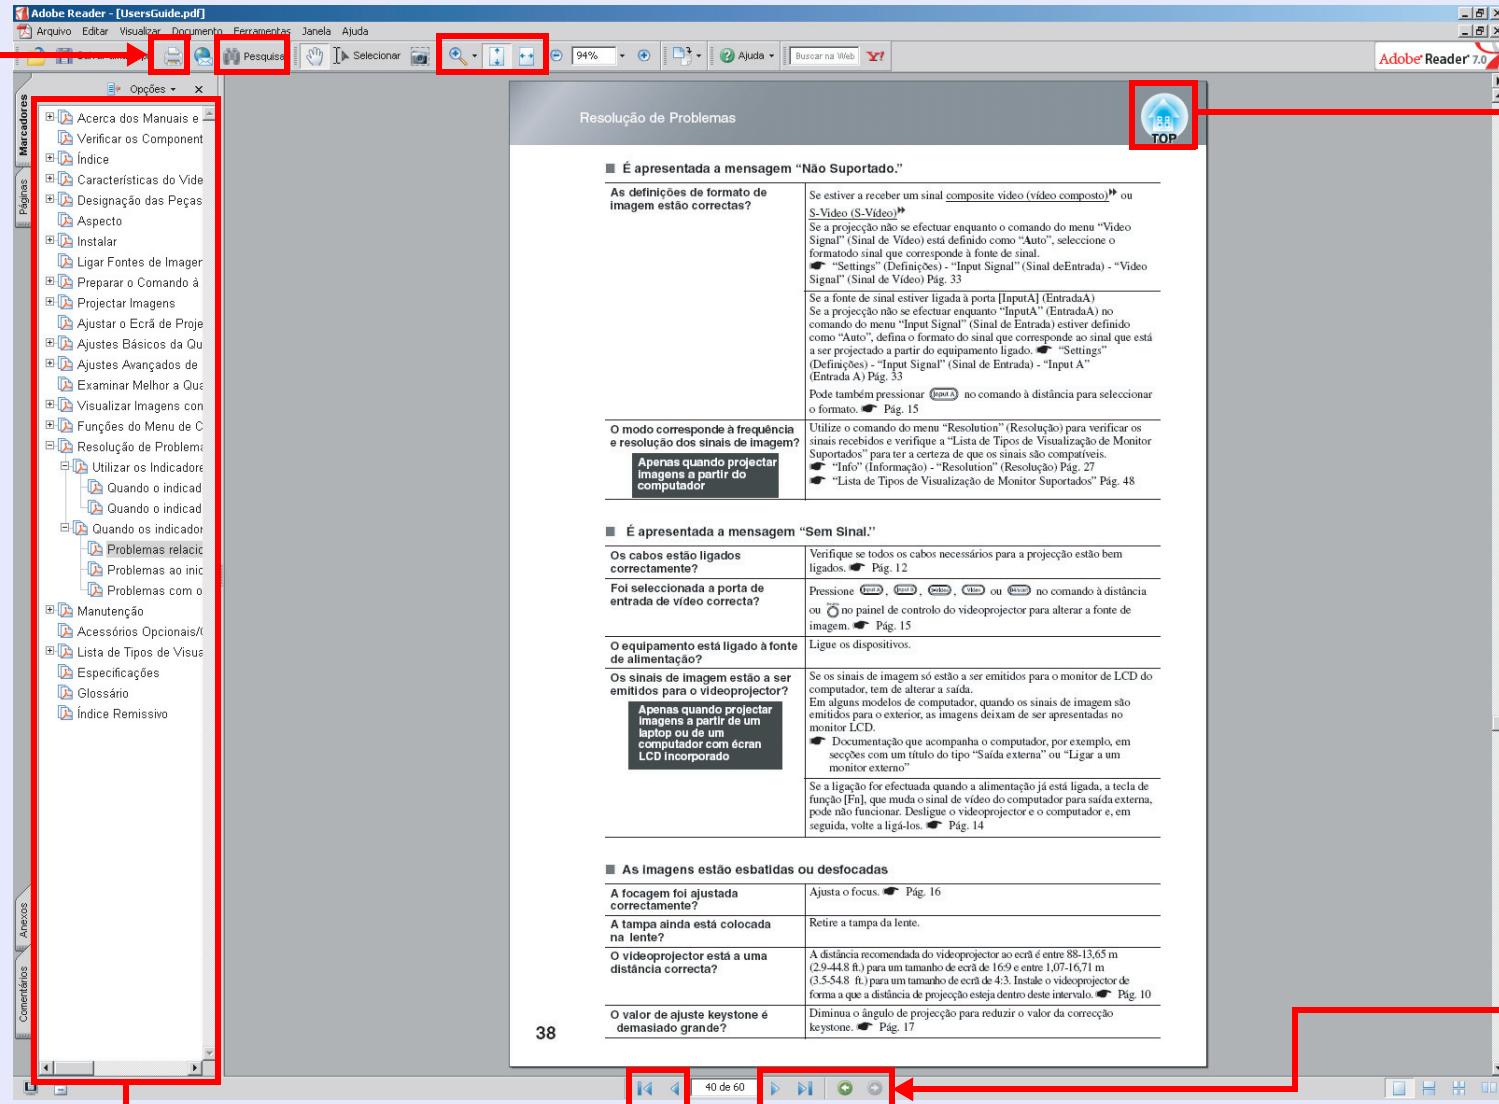 Adobe Reader - [UsersGuide.pdf]
Arquivo Editar Visualizar Documento Ferramentas Janela Ajuda
Pesquisa
Selecionar
94%
Ajuda
Buscar na Web
Y!
Adobe Reader 7.0
Marcadores
Páginas
Anexos
Comentários
Opções
Acerca dos Manuais e
Verificar os Component
Índice
Características do Vide
Designação das Peças
Aspecto
Instalar
Ligar Fontes de Imager
Preparar o Comando à
Projectar Imagens
Ajustar o Ecrã de Proje
Ajustes Básicos da Qu
Ajustes Avançados de
Examinar Melhor a Qua
Visualizar Imagens con
Funções do Menu de C
Resolução de Problema
Utilizar os Indicadore
Quando o indicad
Quando o indicad
Quando os indicador
Problemas relacio
Problemas ao inic
Problemas com o
Manutenção
Acessórios Opcionais/
Lista de Tipos de Visua
Especificações
Glossário
Índice Remissivo
Resolução de Problemas
TOP
É apresentada a mensagem “Não Suportado.”
As definições de formato de
imagem estão correctas?
Se estiver a receber um sinal composite video (vídeo composto) ou
S-Video (S-Vídeo)
Se a projecção não se efectuar enquanto o comando do menu “Video
Signal” (Sinal de Vídeo) está definido como “Auto”, seleccione o
formatodo sinal que corresponde à fonte de sinal.
☛ “Settings” (Definições) - “Input Signal” (Sinal deEntrada) - “Video
Signal” (Sinal de Vídeo) Pág. 33
Se a fonte de sinal estiver ligada à porta [InputA] (EntradaA)
Se a projecção não se efectuar enquanto “InputA” (EntradaA) no
comando do menu “Input Signal” (Sinal de Entrada) estiver definido
como “Auto”, defina o formato do sinal que corresponde ao sinal que está
a ser projectado a partir do equipamento ligado. ☛ “Settings”
(Definições) - “Input Signal” (Sinal de Entrada) - “Input A”
(Entrada A) Pág. 33
Pode também pressionar Input A no comando à distância para seleccionar
o formato. ☛ Pág. 15
O modo corresponde à frequência
e resolução dos sinais de imagem?
Apenas quando projectar
imagens a partir do
computador
Utilize o comando do menu “Resolution” (Resolução) para verificar os
sinais recebidos e verifique a “Lista de Tipos de Visualização de Monitor
Suportados” para ter a certeza de que os sinais são compatíveis.
☛ “Info” (Informação) - “Resolution” (Resolução) Pág. 27
☛ “Lista de Tipos de Visualização de Monitor Suportados” Pág. 48
É apresentada a mensagem “Sem Sinal.”
Os cabos estão ligados
correctamente?
Verifique se todos os cabos necessários para a projecção estão bem
ligados. ☛ Pág. 12
Foi seleccionada a porta de
entrada de vídeo correcta?
Pressione Input A, Input B, S-Video, Video ou no comando à distância
ou no painel de controlo do videoprojector para alterar a fonte de
imagem. ☛ Pág. 15
O equipamento está ligado à fonte
de alimentação?
Ligue os dispositivos.
Os sinais de imagem estão a ser
emitidos para o videoprojector?
Apenas quando projectar
imagens a partir de um
laptop ou de um
computador com écran
LCD incorporado
Se os sinais de imagem só estão a ser emitidos para o monitor de LCD do
computador, tem de alterar a saída.
Em alguns modelos de computador, quando os sinais de imagem são
emitidos para o exterior, as imagens deixam de ser apresentadas no
monitor LCD.
☛ Documentação que acompanha o computador, por exemplo, em
secções com um título do tipo “Saída externa” ou “Ligar a um
monitor externo”
Se a ligação for efectuada quando a alimentação já está ligada, a tecla de
função [Fn], que muda o sinal de vídeo do computador para saída externa,
pode não funcionar. Desligue o videoprojector e o computador e, em
seguida, volte a ligá-los. ☛ Pág. 14
As imagens estão esbatidas ou desfocadas
A focagem foi ajustada
correctamente?
Ajusta o focus. ☛ Pág. 16
A tampa ainda está colocada
na lente?
Retire a tampa da lente.
O videoprojector está a uma
distância correcta?
A distância recomendada do videoprojector ao ecrã é entre 88-13,65 m
(2.9-44.8 ft.) para um tamanho de ecrã de 16:9 e entre 1,07-16,71 m
(3.5-54.8 ft.) para um tamanho de ecrã de 4:3. Instale o videoprojector de
forma a que a distância de projecção esteja dentro deste intervalo. ☛ Pág. 10
O valor de ajuste keystone é
demasiado grande?
Diminua o ângulo de projecção para reduzir o valor da correcção
keystone. ☛ Pág. 17
38
40 de 60